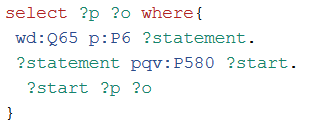 select ?p ?o where{
wd:Q65 p:P6 ?statement.
?statement pqv:P580 ?start.
?start ?p ?o
}